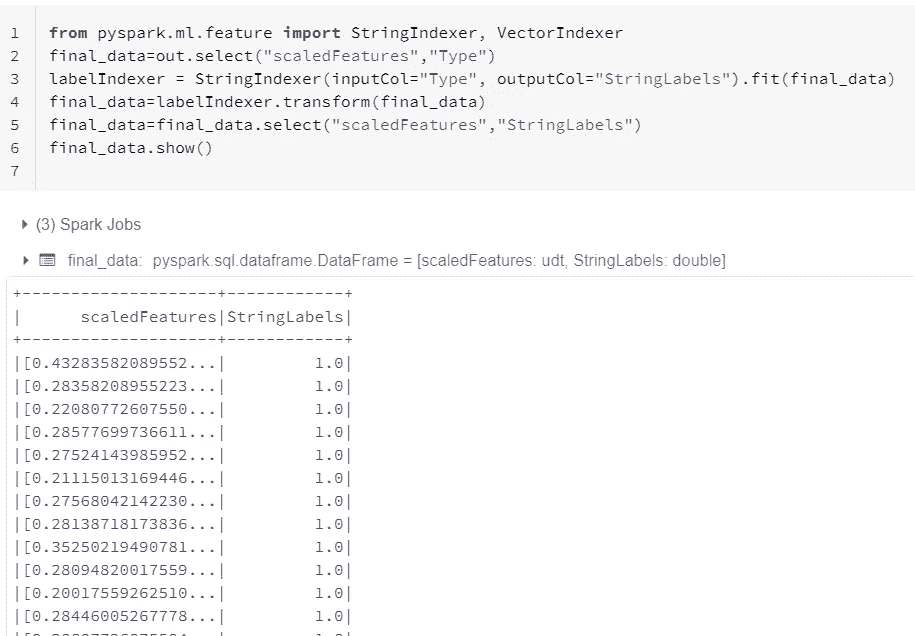 1 from pyspark.ml.feature import StringIndexer, VectorIndexer
2 final_data=out.select("scaledFeatures","Type")
3 labelIndexer = StringIndexer(inputCol="Type", outputCol="StringLabels").fit(final_data)
4 final_data=labelIndexer.transform(final_data)
5 final_data=final_data.select("scaledFeatures","StringLabels")
6 final_data.show()
7
(3) Spark Jobs
final_data: pyspark.sql.dataframe.DataFrame = [scaledFeatures: udt, StringLabels: double]
+--------------------+------------+
|      scaledFeatures|StringLabels|
+--------------------+------------+
|[0.43283582089552...|         1.0|
|[0.28358208955223...|         1.0|
|[0.22080772607550...|         1.0|
|[0.28577699736611...|         1.0|
|[0.27524143985952...|         1.0|
|[0.21115013169446...|         1.0|
|[0.27568042142230...|         1.0|
|[0.28138718173836...|         1.0|
|[0.35250219490781...|         1.0|
|[0.28094820017559...|         1.0|
|[0.20017559262510...|         1.0|
|[0.28446005267778...|         1.0|